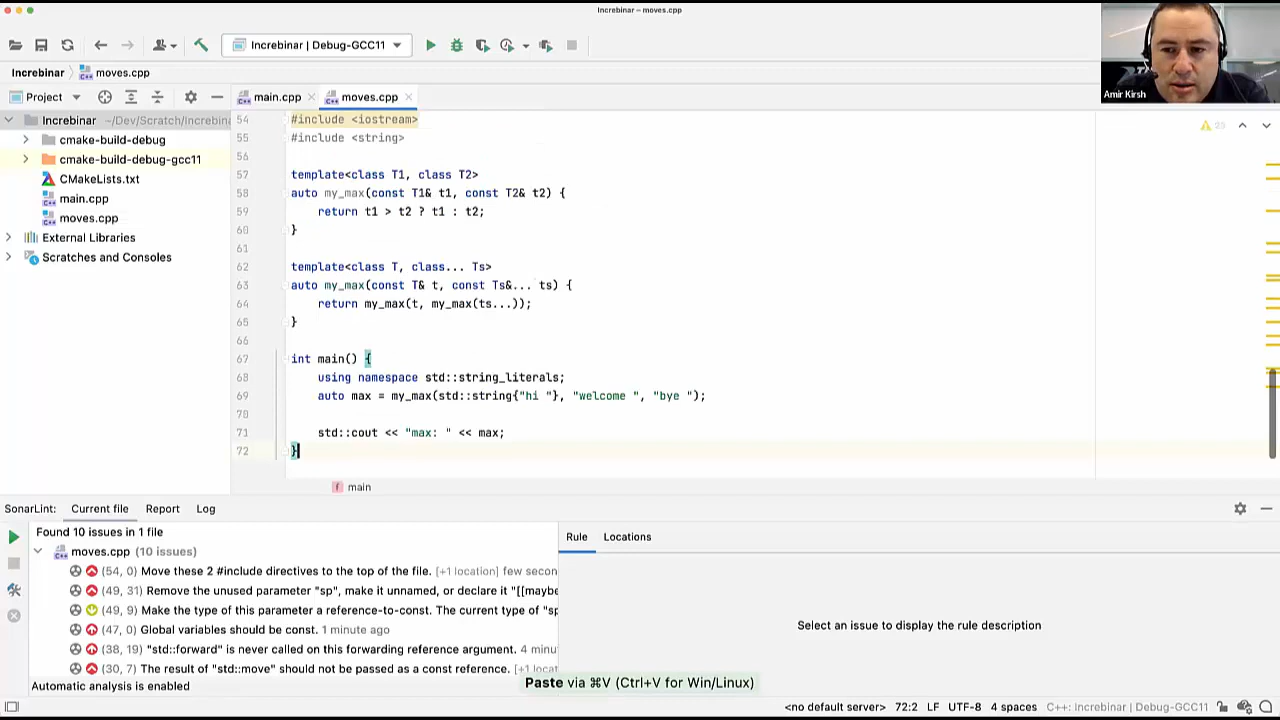 Increbinar – moves.cpp
Increbinar | Debug-GCC11
Amir Kirsh
Increbinar moves.cpp
Project
main.cpp moves.cpp
Increbinar ~/Dev/Scratch/Increbina
cmake-build-debug
cmake-build-debug-gcc11
CMakeLists.txt
main.cpp
moves.cpp
External Libraries
Scratches and Consoles
25
54 #include <iostream>
55 #include <string>
56
57 template<class T1, class T2>
58 auto my_max(const T1& t1, const T2& t2) {
59 return t1 > t2 ? t1 : t2;
60 }
61
62 template<class T, class... Ts>
63 auto my_max(const T& t, const Ts&... ts) {
64 return my_max(t, my_max(ts...));
65 }
66
67 int main() {
68 using namespace std::string_literals;
69 auto max = my_max(std::string{"hi "}, "welcome ", "bye ");
70
71 std::cout << "max: " << max;
72 }
f main
SonarLint: Current file Report Log
Found 10 issues in 1 file
moves.cpp (10 issues)
(54, 0) Move these 2 #include directives to the top of the file. [+1 location] few secon
(49, 31) Remove the unused parameter "sp", make it unnamed, or declare it "[[maybe
(49, 9) Make the type of this parameter a reference-to-const. The current type of "sp
(47, 0) Global variables should be const. 1 minute ago
(38, 19) "std::forward" is never called on this forwarding reference argument. 4 minu
(30, 7) The result of "std::move" should not be passed as a const reference. [+1 locat
Automatic analysis is enabled
Rule Locations
Select an issue to display the rule description
Paste via ⌘V (Ctrl+V for Win/Linux)
<no default server> 72:2 LF UTF-8 4 spaces C++: Increbinar | Debug-GCC11